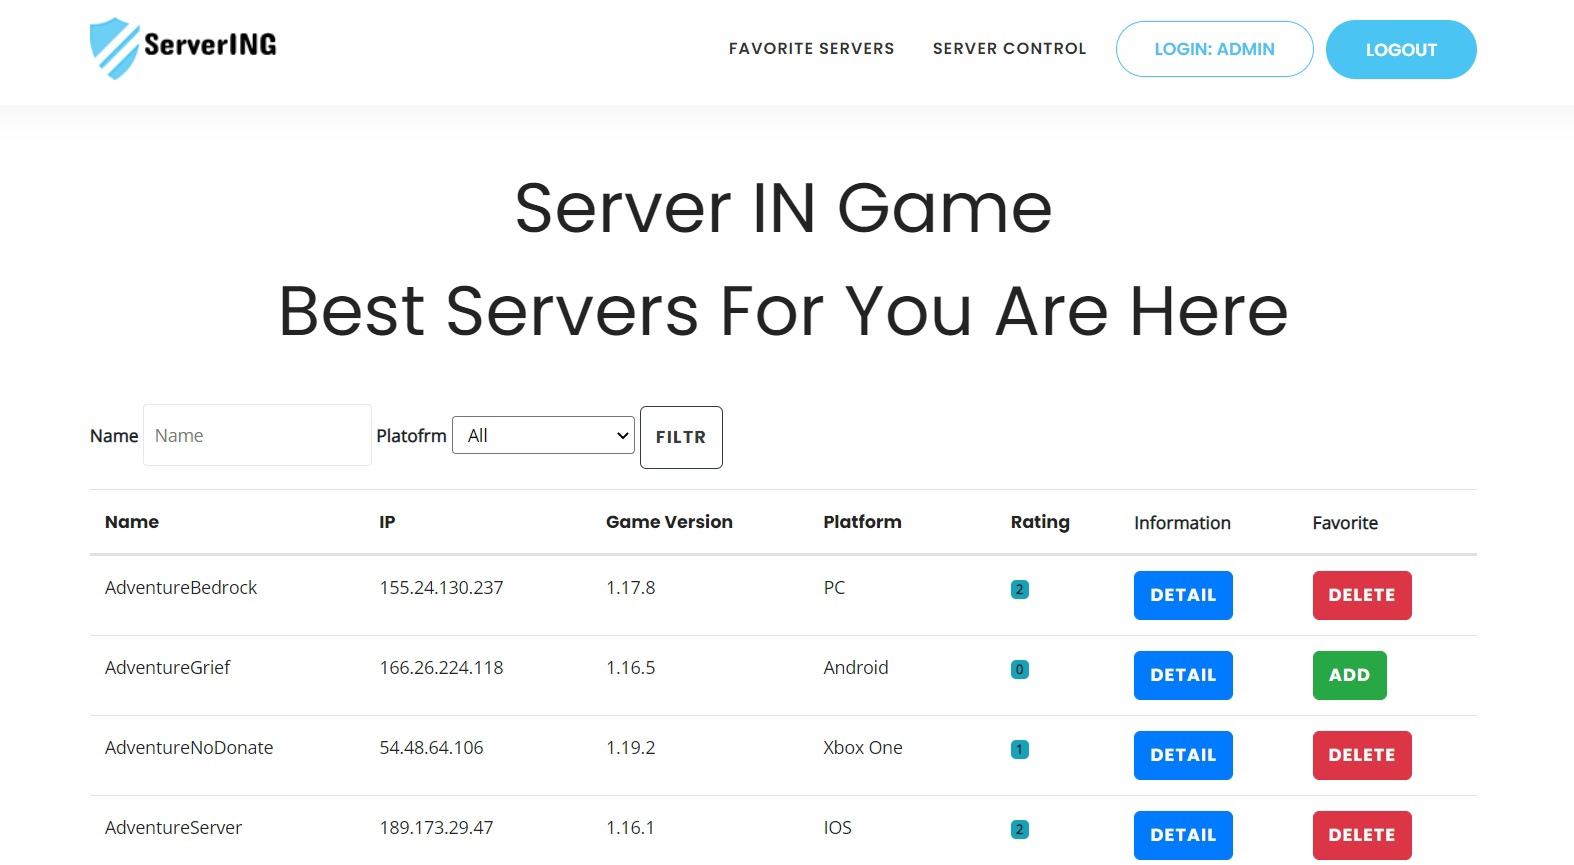 ServerING
FAVORITE SERVERS SERVER CONTROL LOGIN: ADMIN LOGOUT
Server IN Game
Best Servers For You Are Here
Name Name Platofrm All FILTR
Name IP Game Version Platform Rating Information Favorite
AdventureBedrock 155.24.130.237 1.17.8 PC 2 DETAIL DELETE
AdventureGrief 166.26.224.118 1.16.5 Android 0 DETAIL ADD
AdventureNoDonate 54.48.64.106 1.19.2 Xbox One 1 DETAIL DELETE
AdventureServer 189.173.29.47 1.16.1 IOS 2 DETAIL DELETE